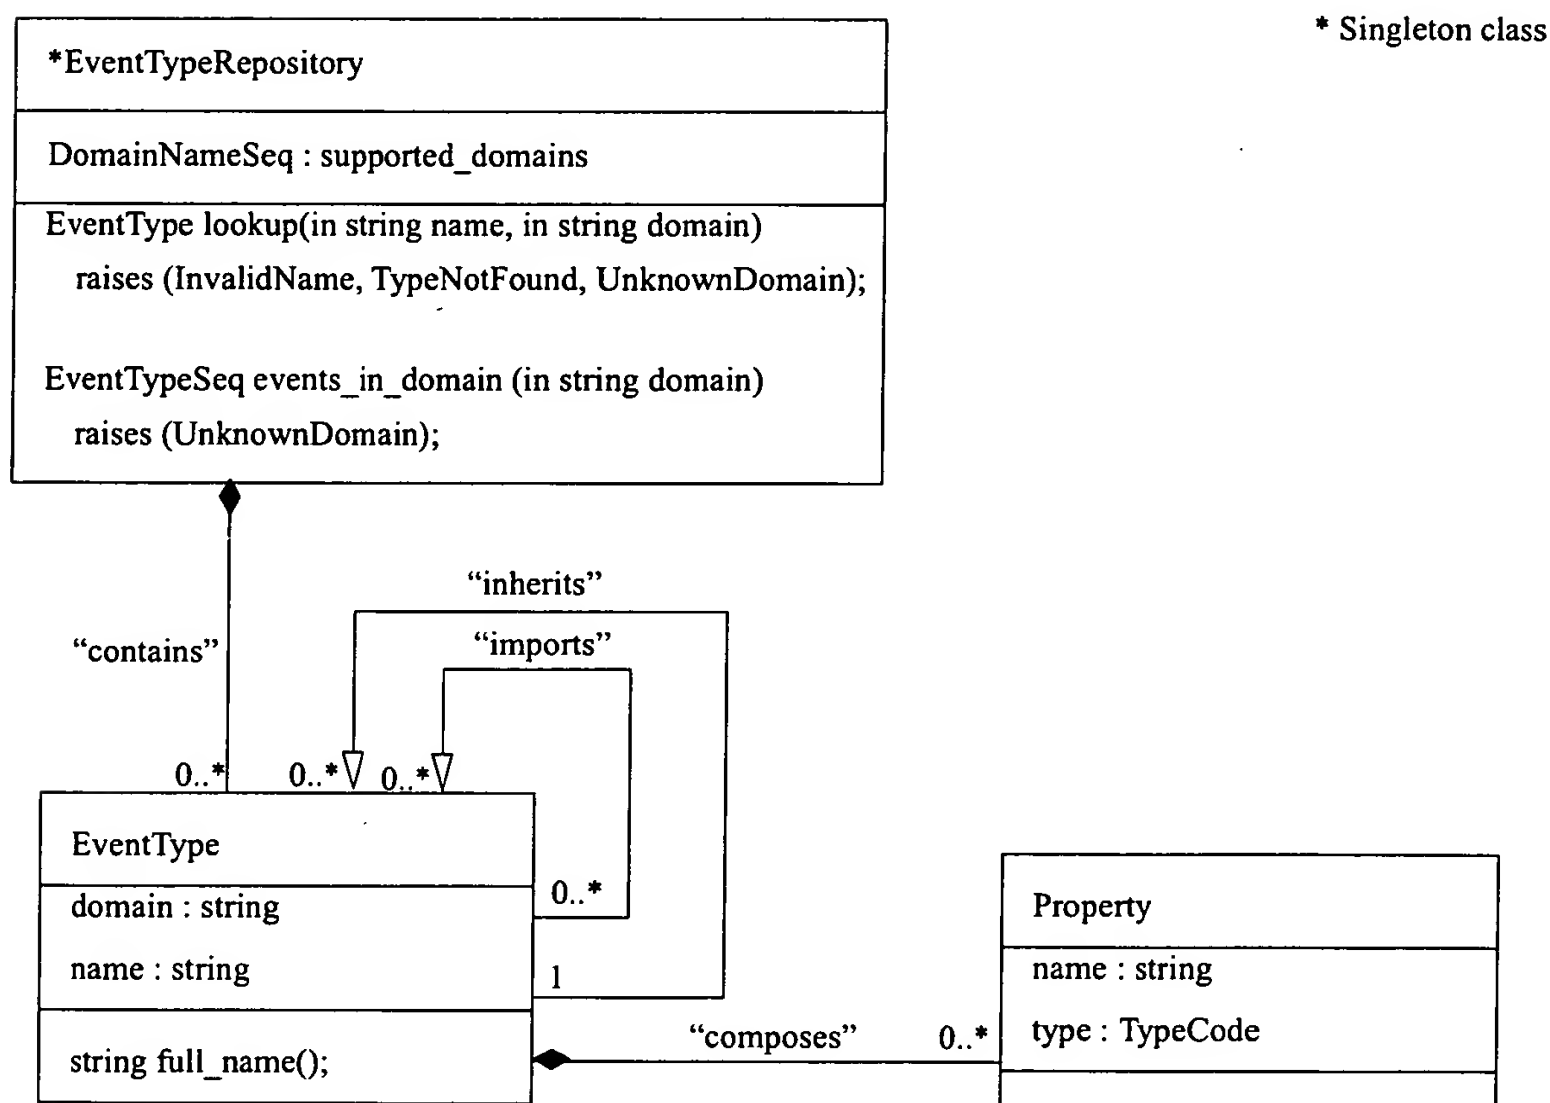 * Singleton class
*EventTypeRepository
DomainNameSeq : supported_domains
EventType lookup(in string name, in string domain)
raises (InvalidName, TypeNotFound, UnknownDomain);
EventTypeSeq events_in_domain (in string domain)
raises (UnknownDomain);
“inherits”
“imports”
“contains”
0..*
0..*
0..*
EventType
domain : string
name : string
string full_name();
0..*
1
“composes”
0..*
Property
name : string
type : TypeCode